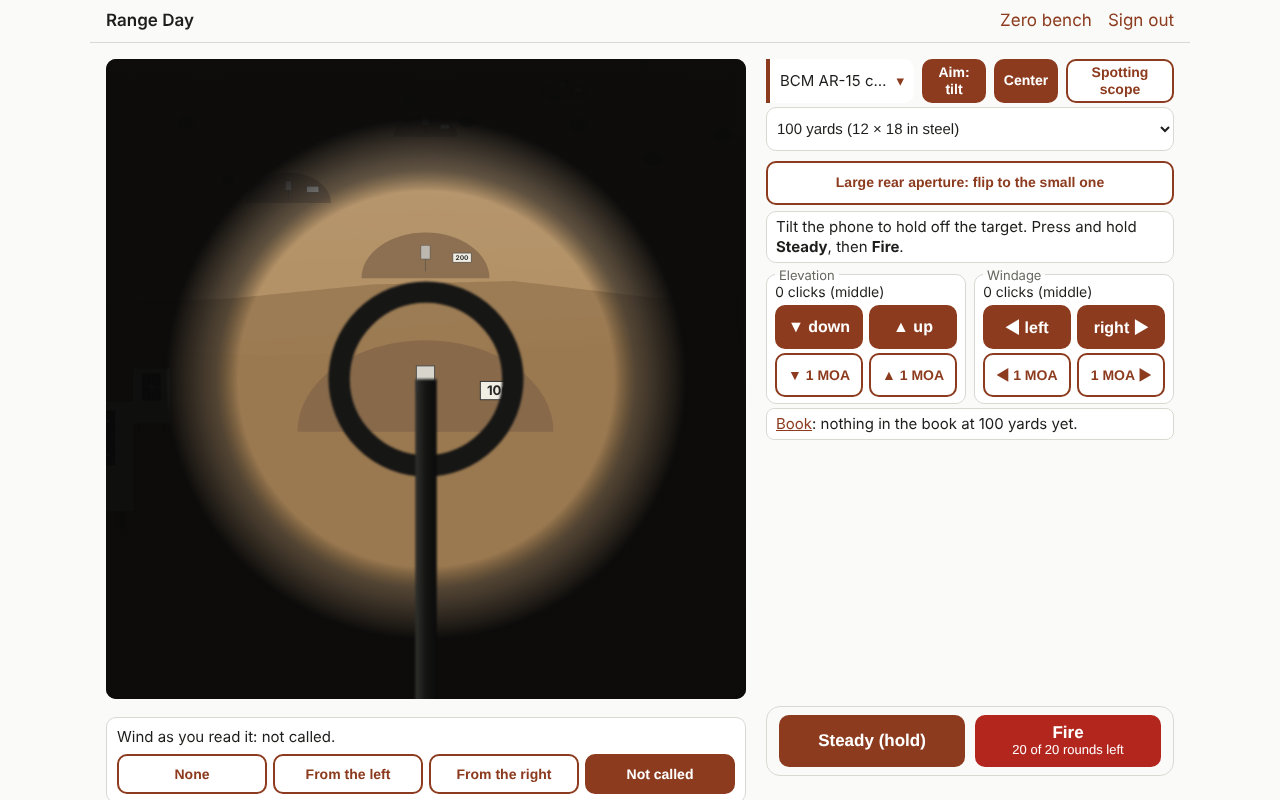 Range Day
Zero bench
Sign out
BCM AR-15 c...
▼
Aim: tilt
Center
Spotting scope
100 yards (12 × 18 in steel)
Large rear aperture: flip to the small one
Tilt the phone to hold off the target. Press and hold
Steady, then Fire.
Elevation
0 clicks (middle)
▼ down
▲ up
▼ 1 MOA
▲ 1 MOA
Windage
0 clicks (middle)
◀ left
right ▶
◀ 1 MOA
1 MOA ▶
Book: nothing in the book at 100 yards yet.
200
10
Steady (hold)
Fire
20 of 20 rounds left
Wind as you read it: not called.
None
From the left
From the right
Not called